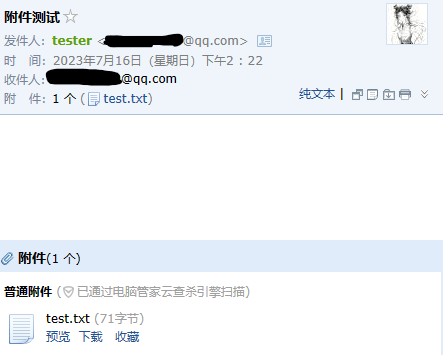 附件测试
发件人：tester <@qq.com>
时　间：2023年7月16日（星期日）下午2：22
收件人：@qq.com
附　件：1 个 (test.txt)
纯文本 |
附件(1 个)
普通附件 (已通过电脑管家云查杀引擎扫描)
test.txt (71字节)
预览 下载 收藏